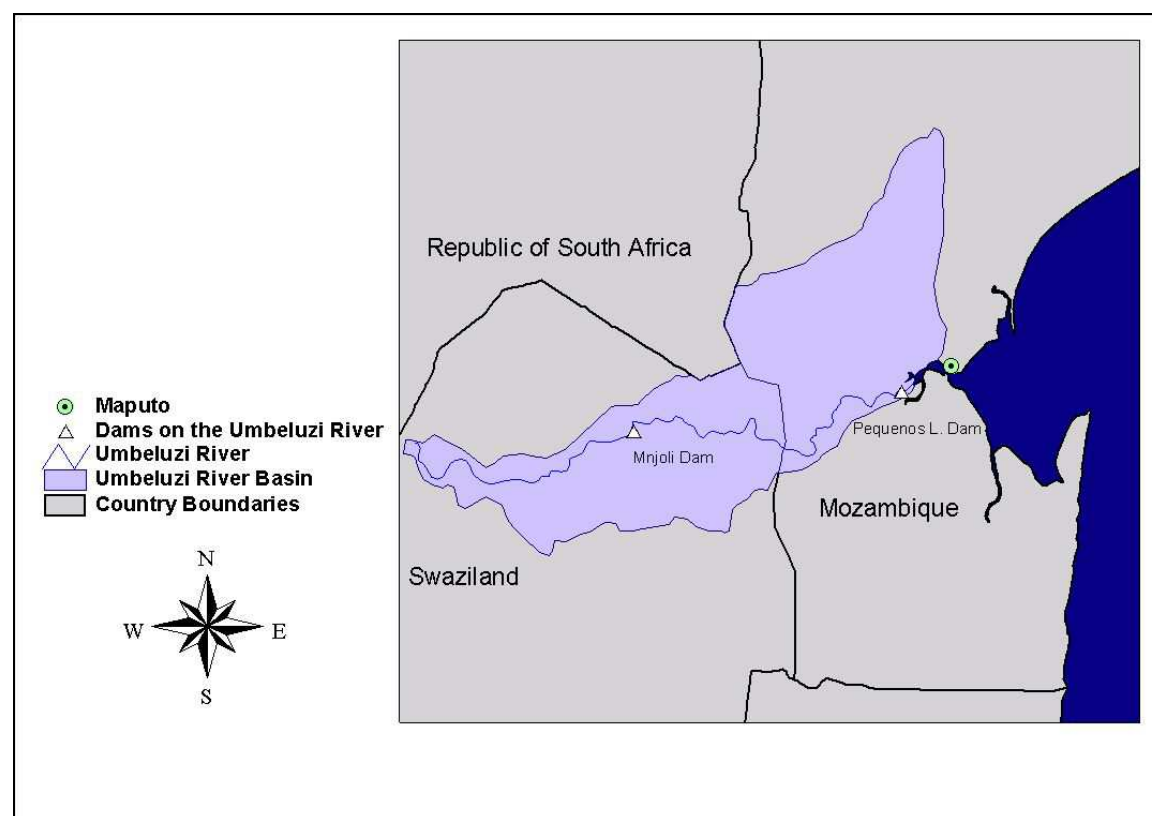 Republic of South Africa
Maputo
Dams on the Umbeluzi River
Umbeluzi River
Umbeluzi River Basin
Country Boundaries
Pequenos L. Dam
Mnjoli Dam
Mozambique
Swaziland
N
W
E
S